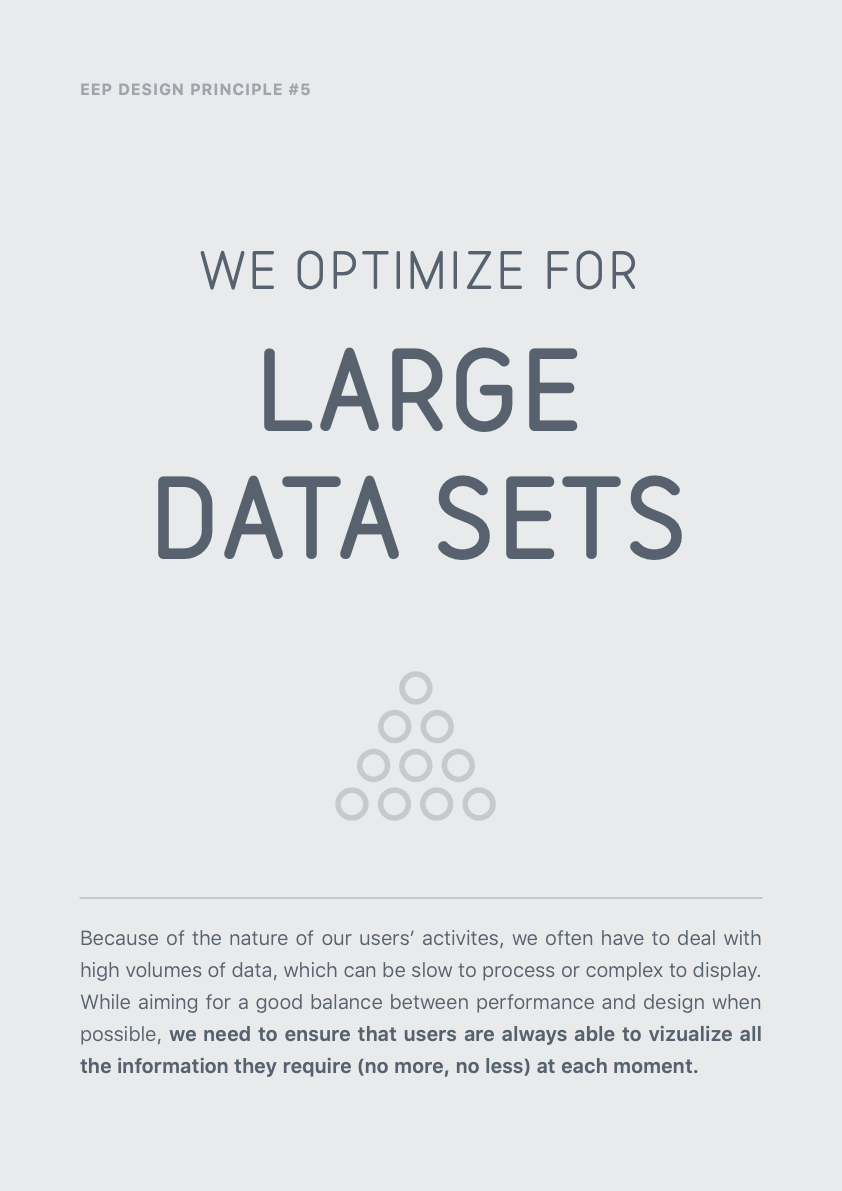 EEP DESIGN PRINCIPLE #5
WE OPTIMIZE FOR
LARGE
DATA SETS
Because of the nature of our users’ activites, we often have to deal with
high volumes of data, which can be slow to process or complex to display.
While aiming for a good balance between performance and design when
possible, we need to ensure that users are always able to vizualize all
the information they require (no more, no less) at each moment.